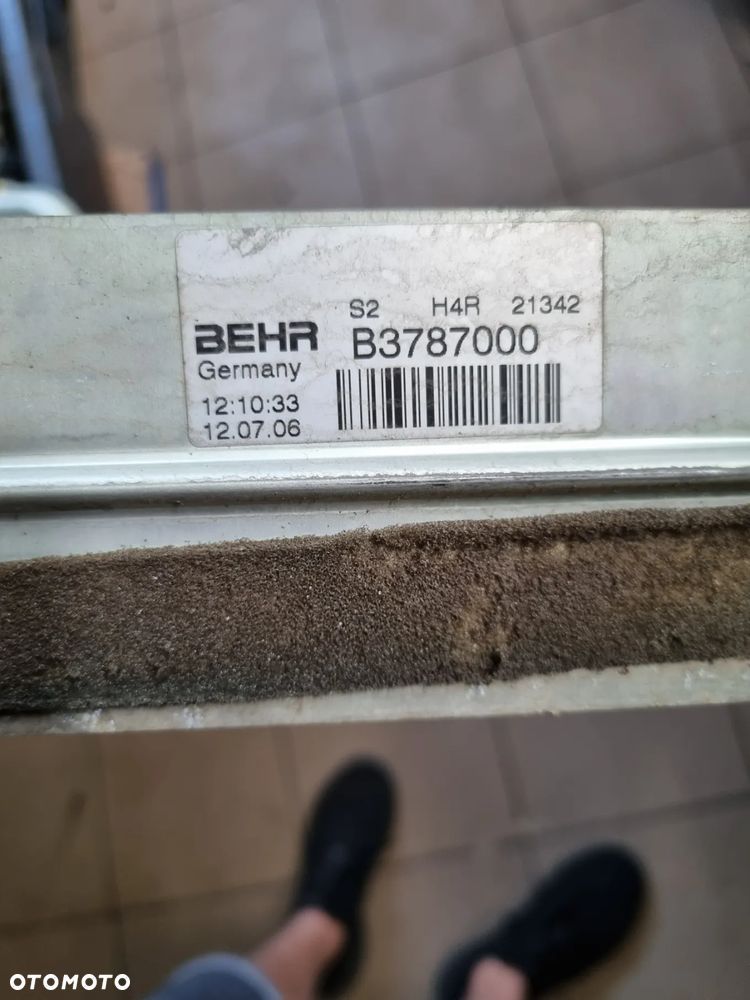 S2 H4R 21342
BEHR B3787000
Germany
12:10:33
12.07.06
OTOMOTO